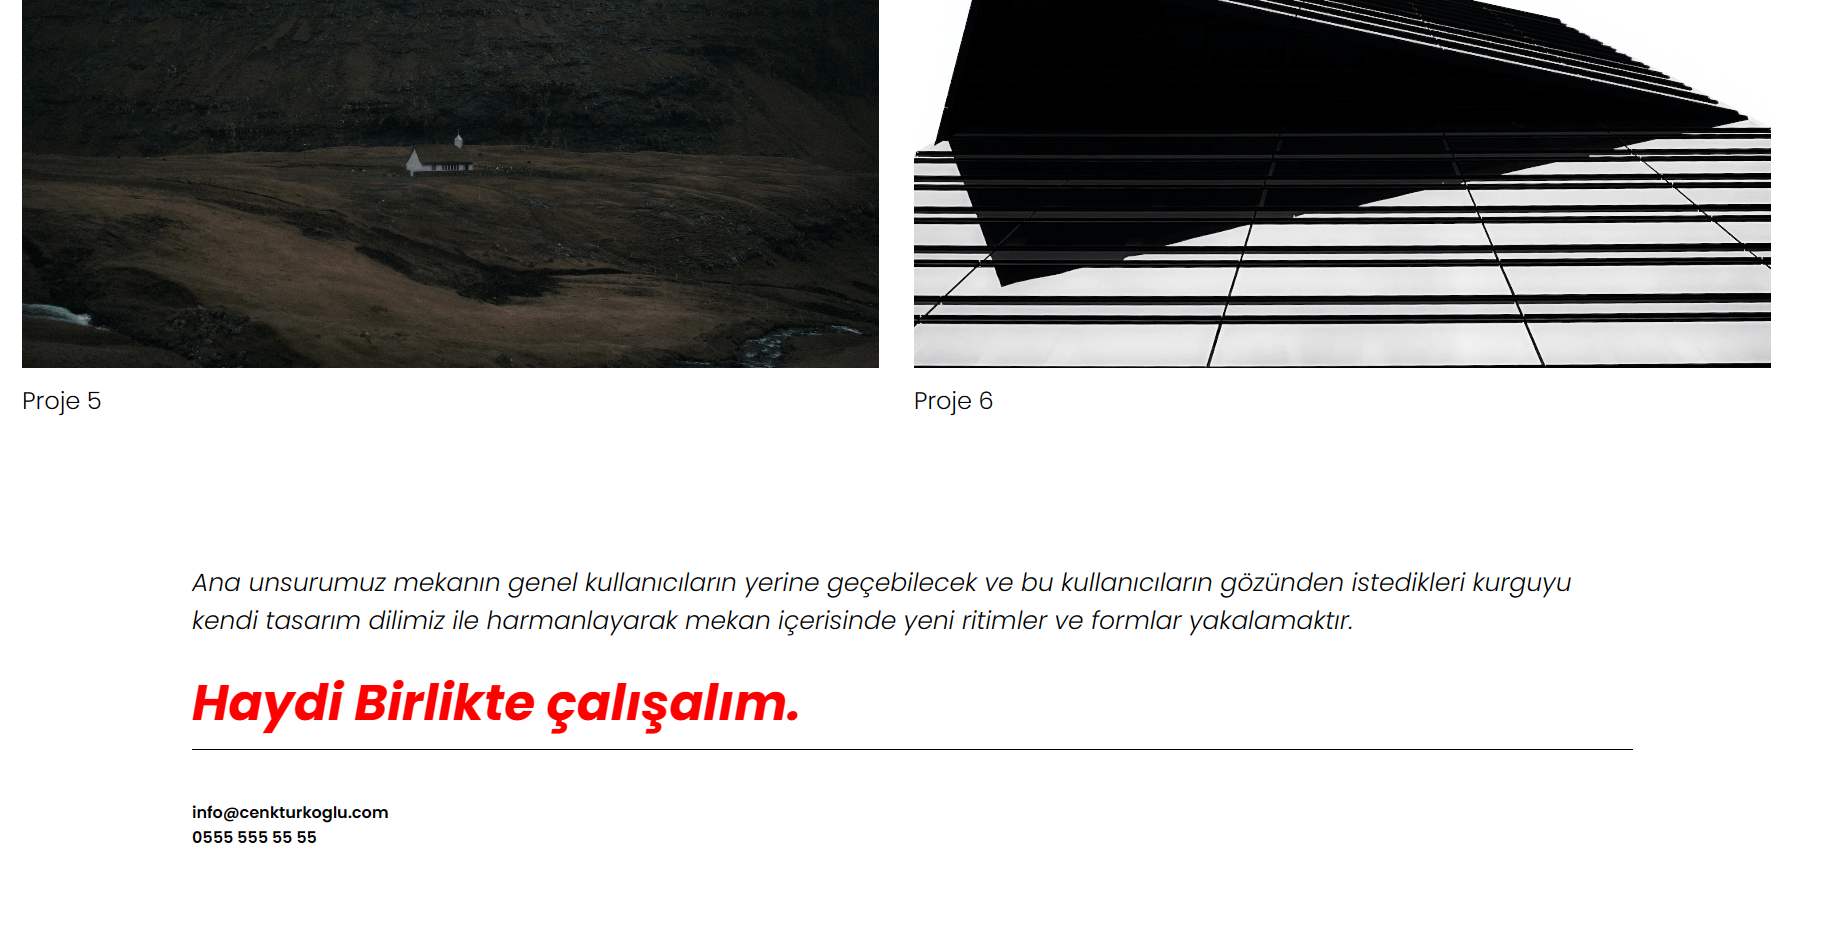 Proje 5
Proje 6
Ana unsurumuz mekanın genel kullanıcıların yerine geçebilecek ve bu kullanıcıların gözünden istedikleri kurguyu
kendi tasarım dilimiz ile harmanlayarak mekan içerisinde yeni ritimler ve formlar yakalamaktır.
Haydi Birlikte çalışalım.
info@cenkturkoglu.com
0555 555 55 55